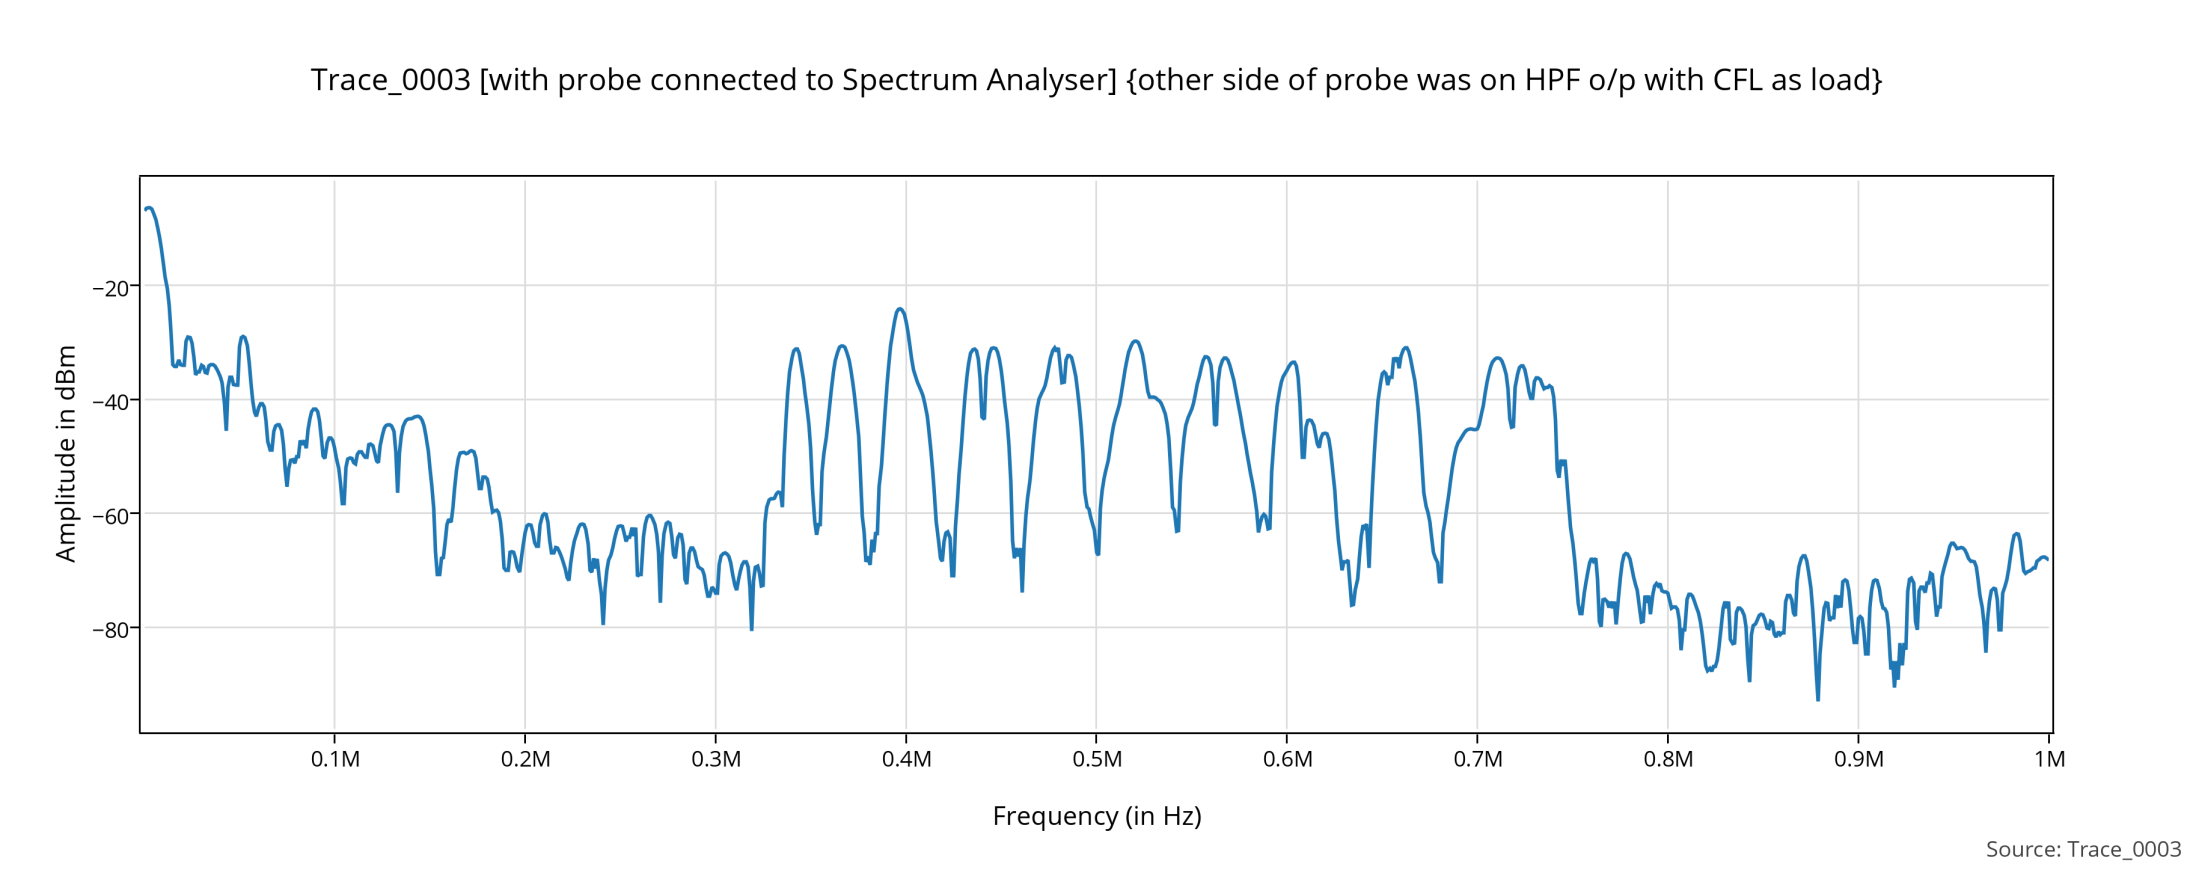 Trace_0003 [with probe connected to Spectrum Analyser] {other side of probe was on HPF o/p with CFL as load}
−20
−40
−60
−80
Amplitude in dBm
0.1M 0.2M 0.3M 0.4M 0.5M 0.6M 0.7M 0.8M 0.9M 1M
Frequency (in Hz)
Source: Trace_0003